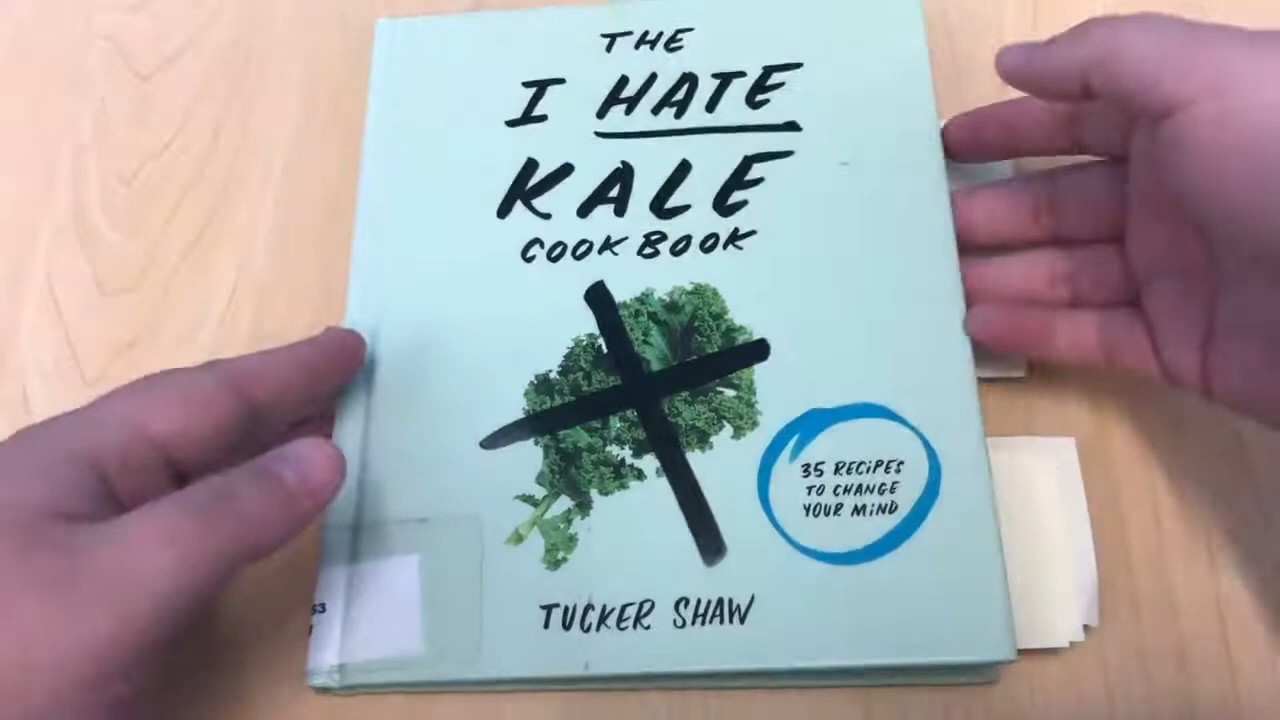 THE
I HATE
KALE
COOKBOOK
35 RECIPES
TO CHANGE
YOUR MIND
TUCKER SHAW